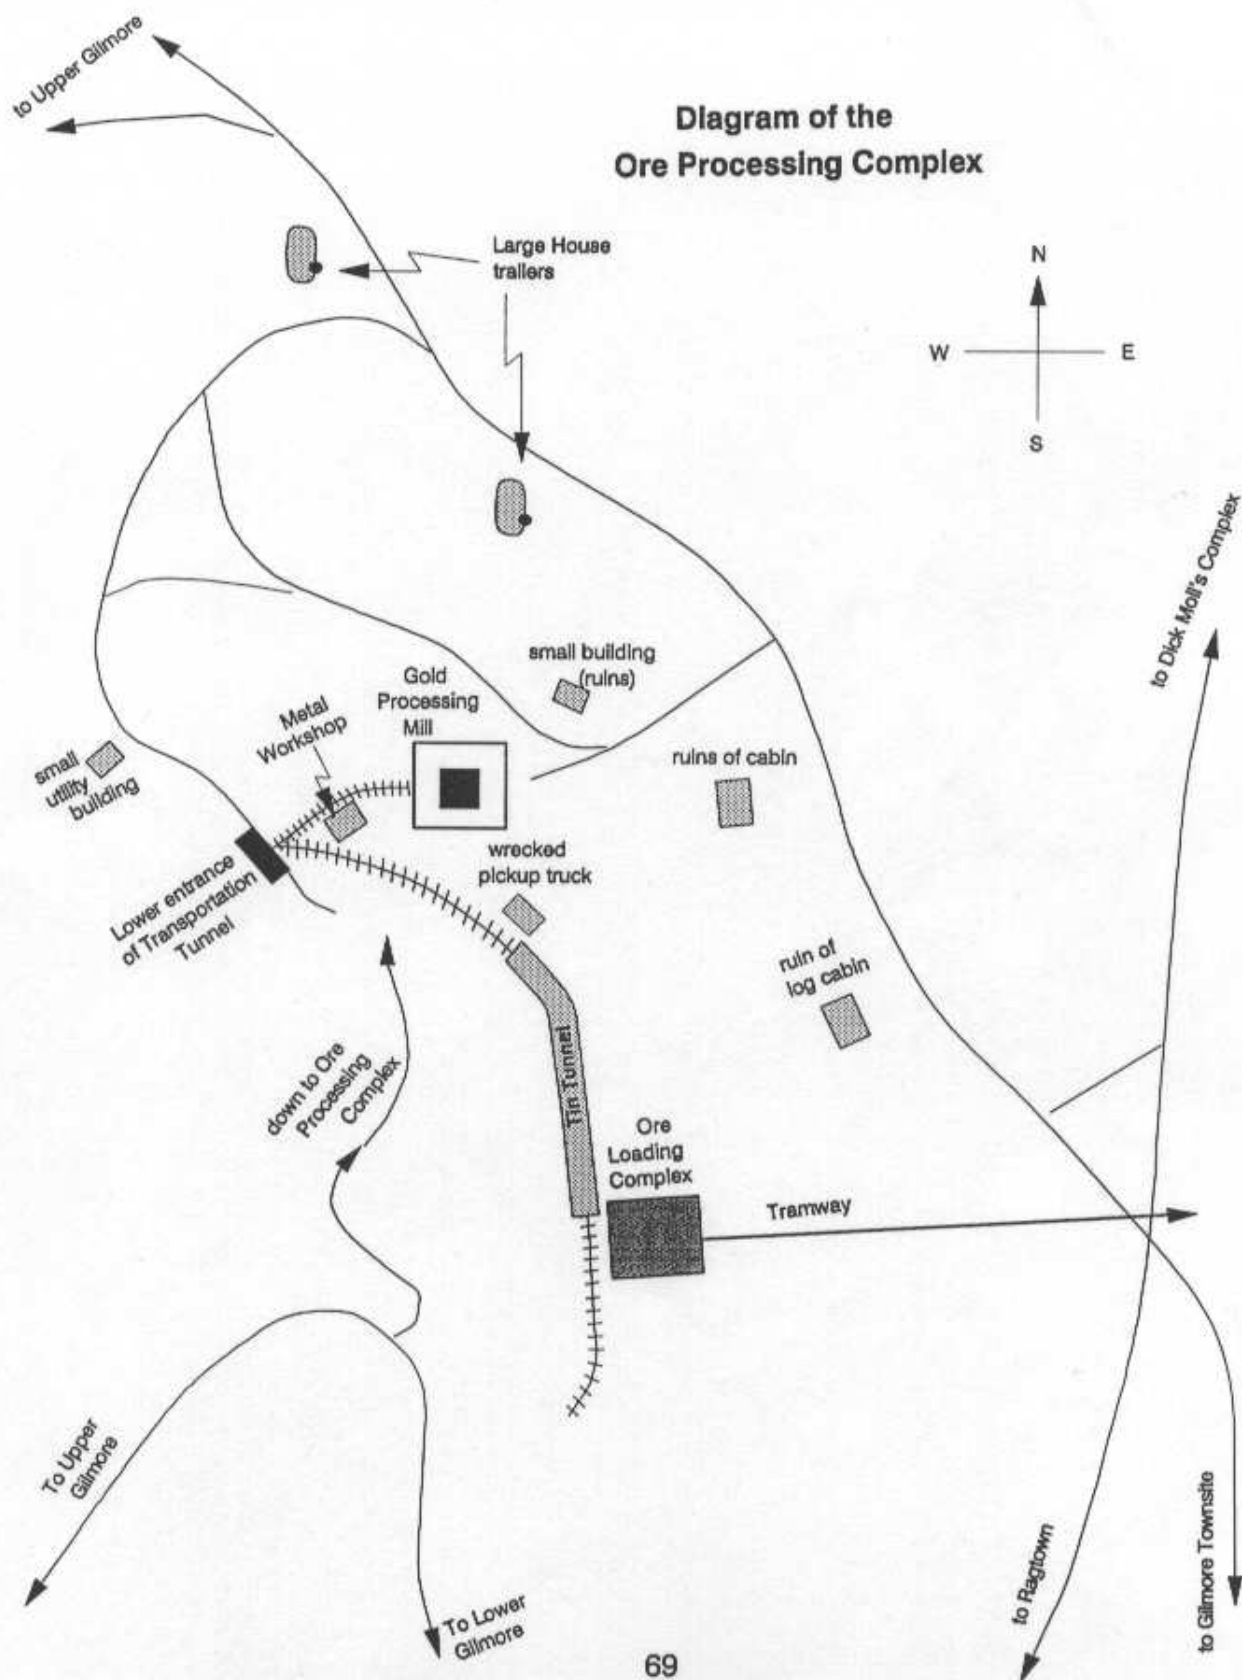 to Upper Gilmore
Diagram of the
Ore Processing Complex
Large House
trailers
N
W
E
S
to Dick Moll's Complex
small building
(ruins)
Gold
Processing
Mill
Metal
Workshop
small
utility
building
ruins of cabin
wrecked
pickup truck
Lower entrance
of Transportation
Tunnel
ruin of
log cabin
Tin Tunnel
down to Ore
Processing
Complex
Ore
Loading
Complex
Tramway
To Upper
Gilmore
To Lower
Gilmore
to Ragtown
to Gilmore Townsite
69